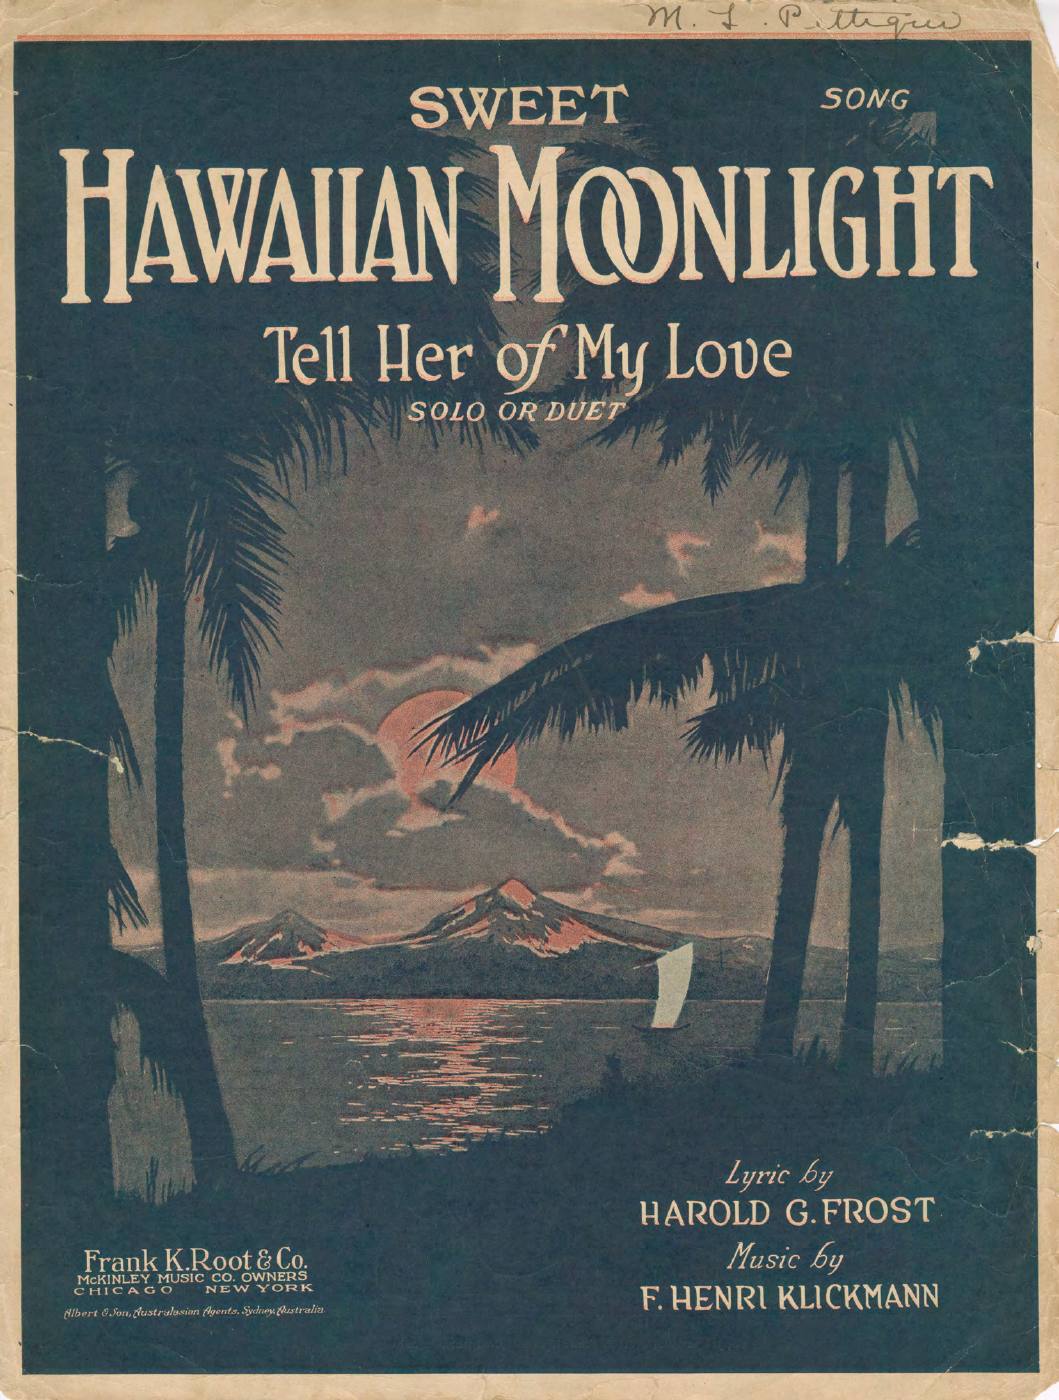 M. L. Pettigrew
SWEET
SONG
HAWAIIAN MOONLIGHT
Tell Her of My Love
SOLO OR DUET
Lyric by
HAROLD G. FROST
Music by
F. HENRI KLICKMANN
Frank K. Root & Co.
McKINLEY MUSIC CO. OWNERS
CHICAGO NEW YORK
Albert & Son, Australasian Agents. Sydney, Australia